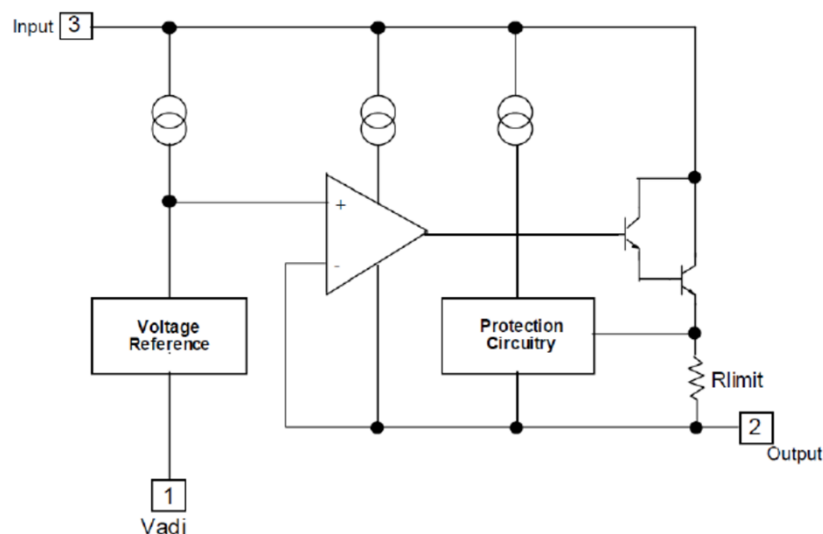 Input 3
+
-
Voltage
Reference
Protection
Circuitry
Rlimit
2
Output
1
Vadj